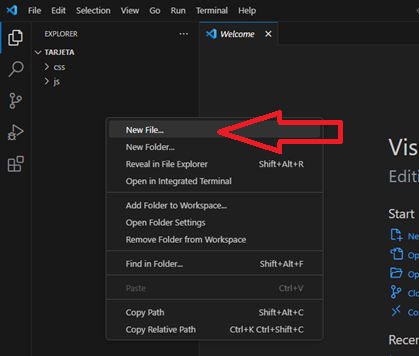 File Edit Selection View Go Run Terminal Help
EXPLORER ...
Welcome
TARJETA
css
js
New File...
New Folder...
Reveal in File Explorer Shift+Alt+R
Open in Integrated Terminal
Add Folder to Workspace...
Open Folder Settings
Remove Folder from Workspace
Find in Folder... Shift+Alt+F
Paste Ctrl+V
Copy Path Shift+Alt+C
Copy Relative Path Ctrl+K Ctrl+Shift+C
Vis
Editi
Start
Ne
Op
Op
Clo
Co
Recen